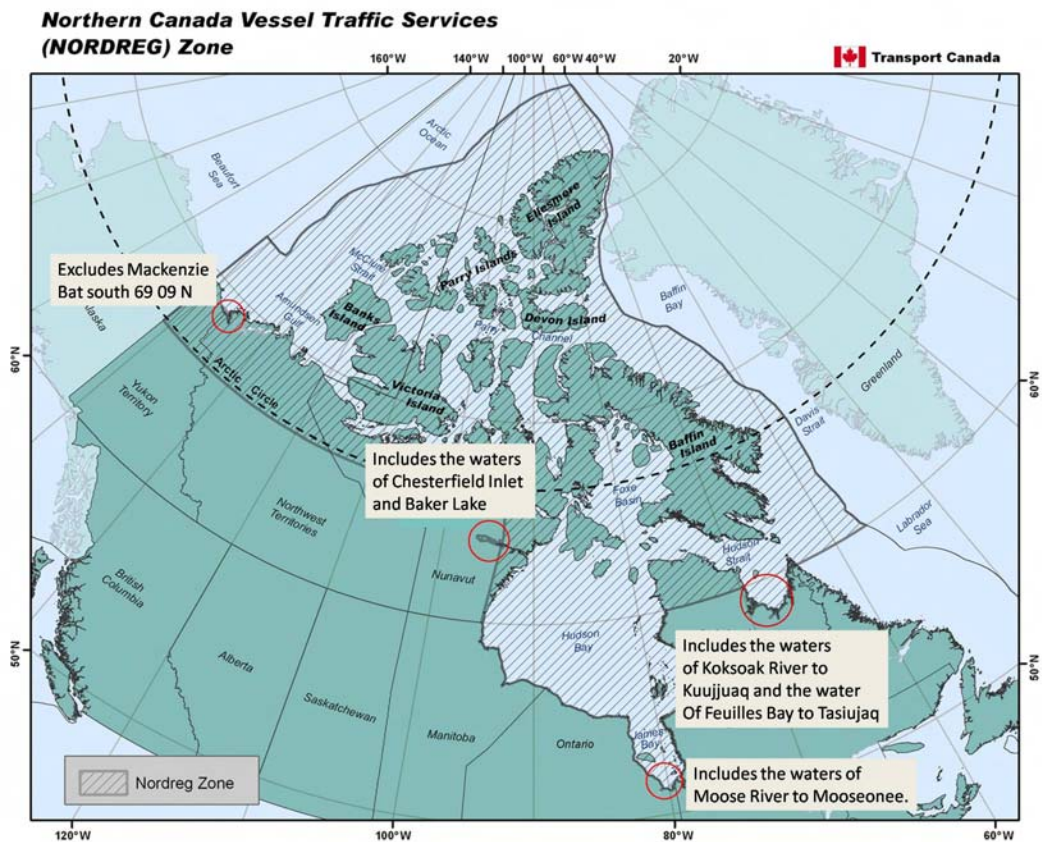 Northern Canada Vessel Traffic Services
(NORDREG) Zone
Transport Canada
160°W
140°W
100°W
60°W
40°W
20°W
Arctic
Ocean
Beaufort
Sea
Ellesmere
Island
McClure
Strait
Parry Islands
Excludes Mackenzie
Bat south 69 09 N
Baffin
Bay
Amundsen
Gulf
Banks
Island
Devon Island
Parry
Channel
laska
60°N
Greenland
60°N
Arctic Circle
Yukon
Territory
Victoria
Island
Davis
Strait
Baffin
Island
Includes the waters
of Chesterfield Inlet
and Baker Lake
Foxe
Basin
Northwest
Territories
Labrador
Sea
Hudson
Strait
British
Columbia
Nunavut
50°N
Hudson
Bay
Includes the waters
of Koksoak River to
Kuujjuaq and the water
Of Feuilles Bay to Tasiujaq
50°N
Alberta
Saskatchewan
Manitoba
Ontario
James
Bay
Nordreg Zone
Includes the waters of
Moose River to Mooseonee.
120°W
100°W
80°W
60°W